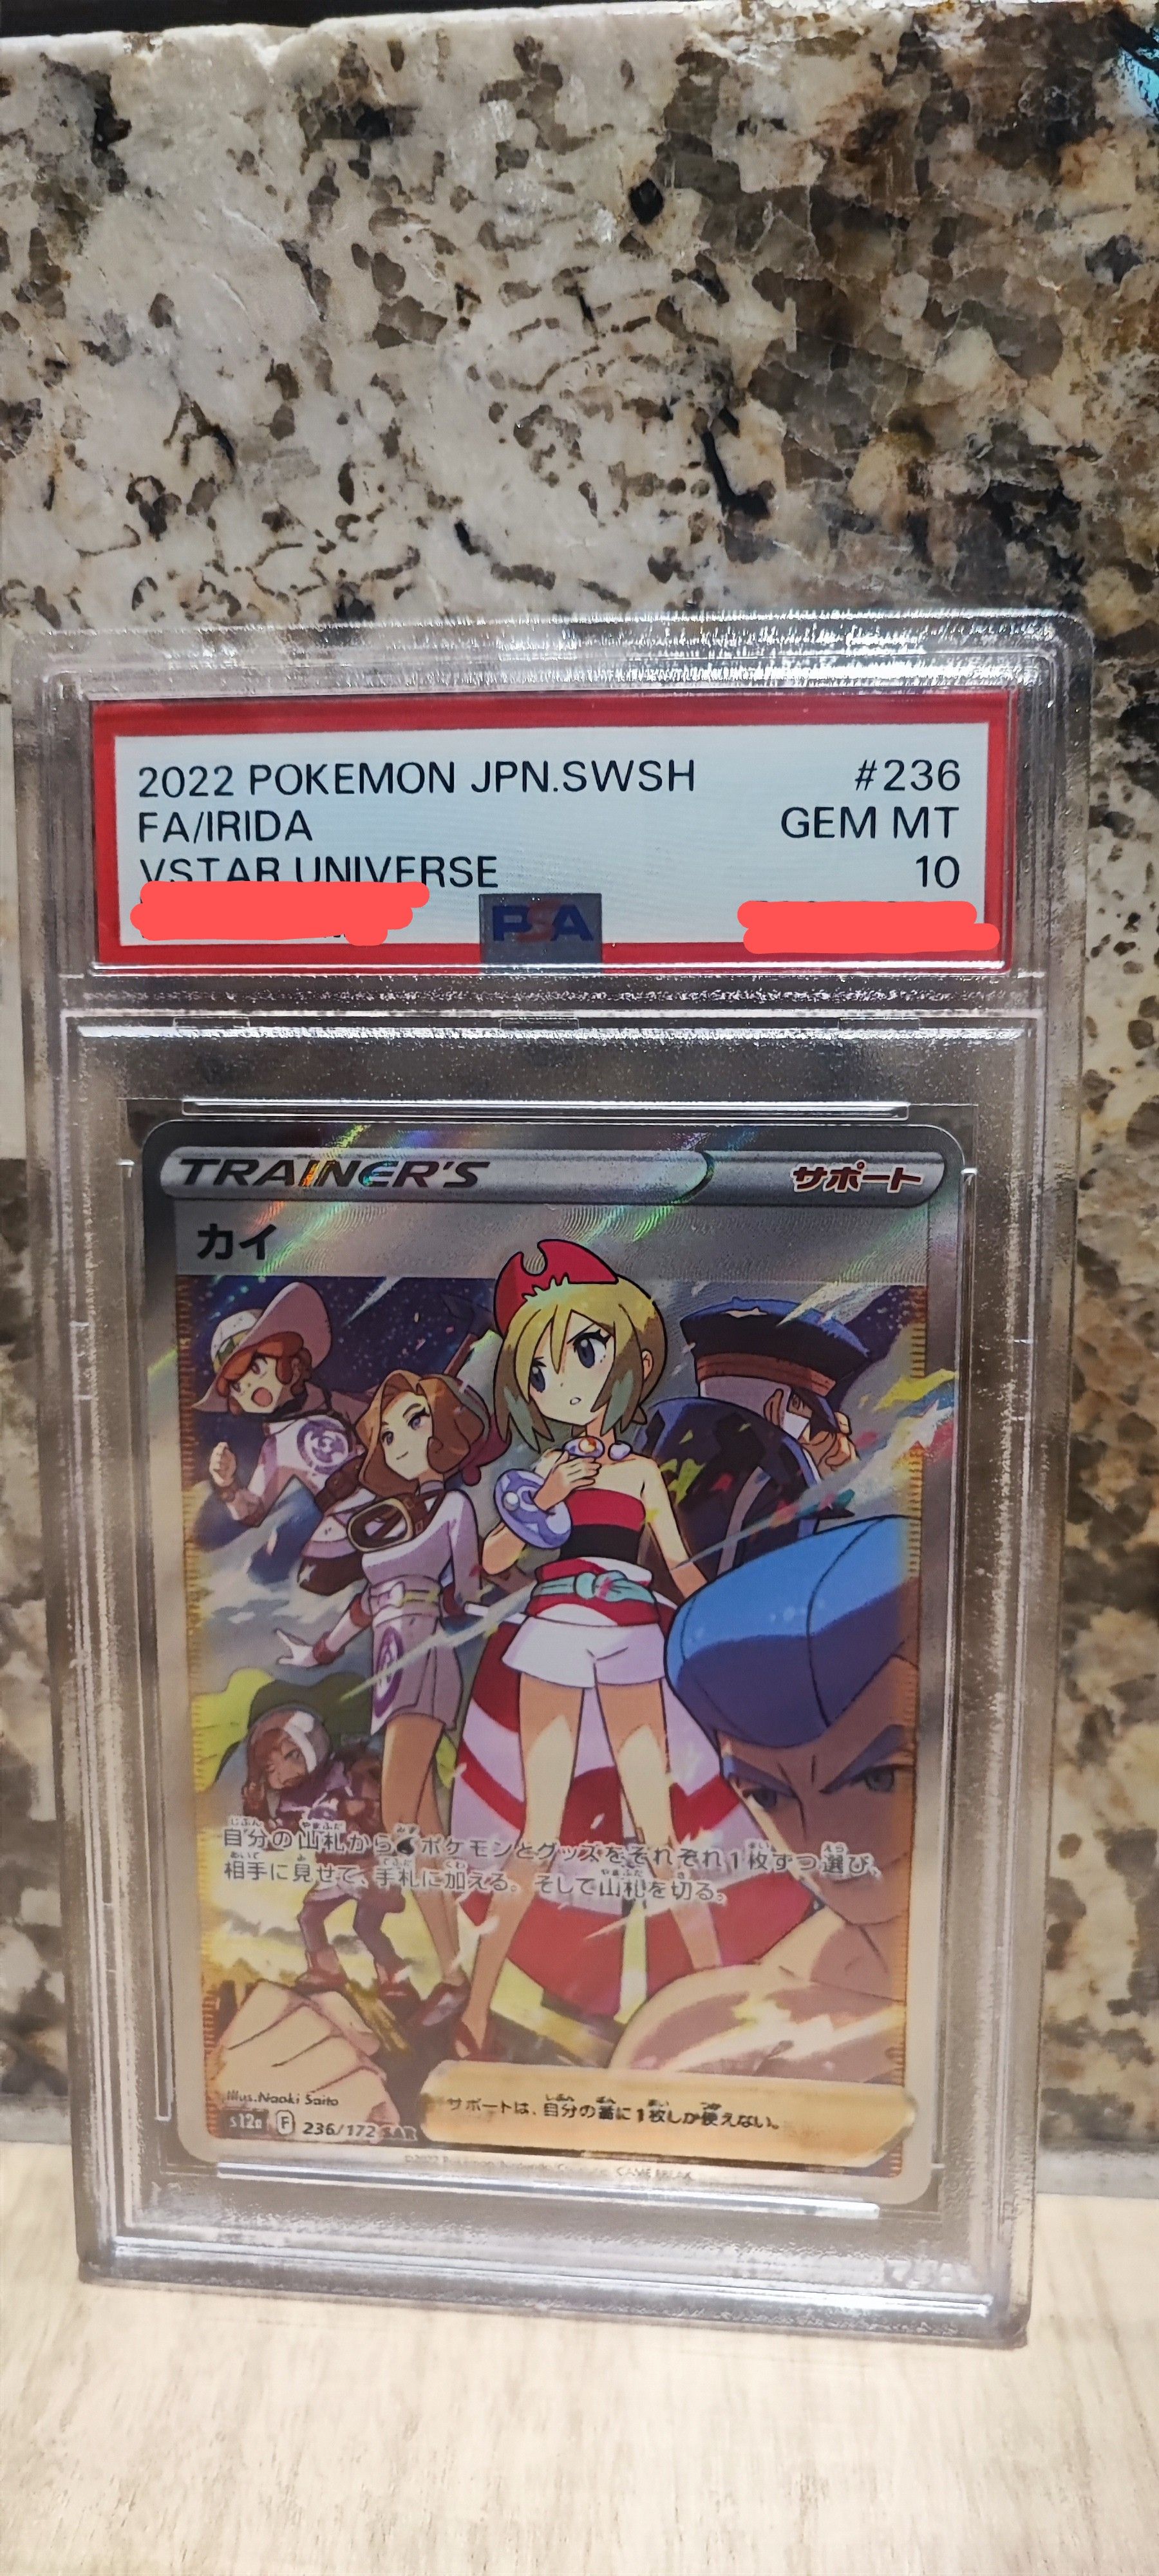 2022 POKEMON JPN.SWSH #236
FA/IRIDA GEM MT
VSTAR UNIVERSE 10
PSA
TRAINER'S サポート
カイ
自分の山札からポケモンとグッズをそれぞれ1枚ずつ選び、
相手に見せて、手札に加える。そして山札を切る。
Illus.Naoki Saito
サポートは、自分の番に1枚しか使えない。
s12a F 236/172 SAR